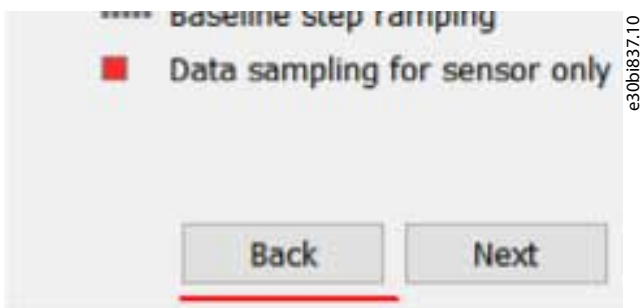 Baseline step ramping
Data sampling for sensor only
Back
Next
e30bi837.10